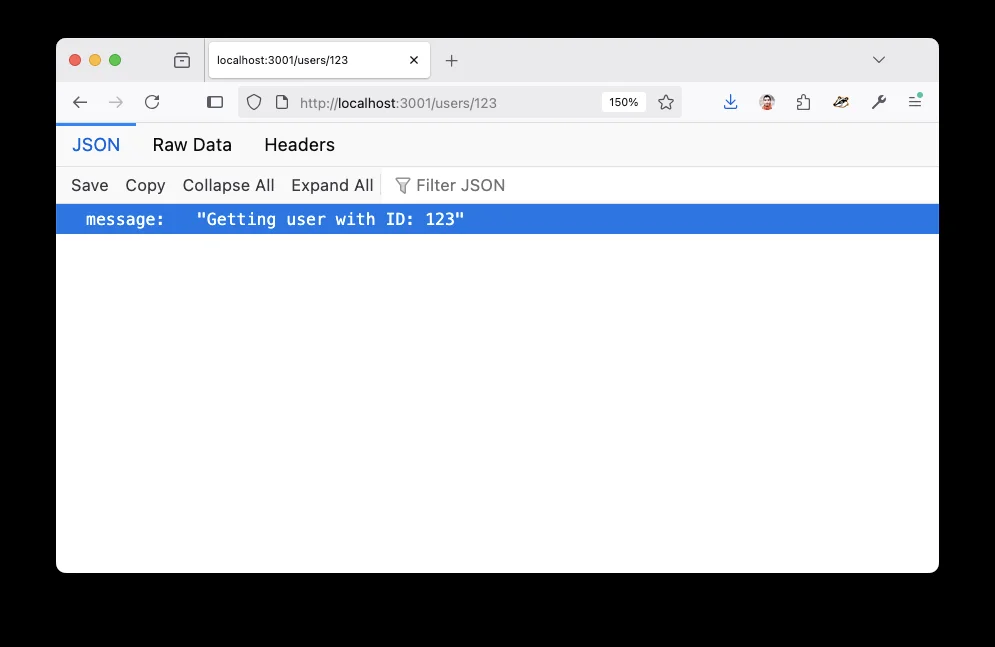 localhost:3001/users/123
http://localhost:3001/users/123 150%
JSON Raw Data Headers
Save Copy Collapse All Expand All Filter JSON
message: "Getting user with ID: 123"